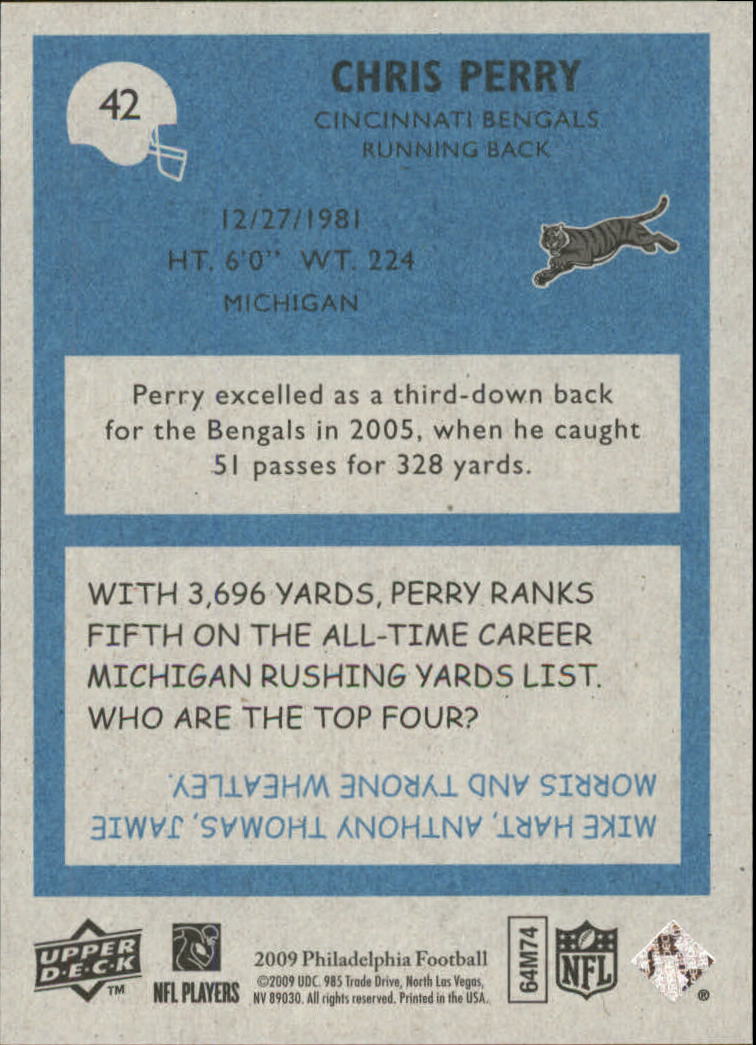 42
CHRIS PERRY
CINCINNATI BENGALS
RUNNING BACK
12/27/1981
HT. 6'0" WT. 224
MICHIGAN
Perry excelled as a third-down back
for the Bengals in 2005, when he caught
51 passes for 328 yards.
WITH 3,696 YARDS, PERRY RANKS
FIFTH ON THE ALL-TIME CAREER
MICHIGAN RUSHING YARDS LIST.
WHO ARE THE TOP FOUR?
MIKE HART, ANTHONY THOMAS, JAMIE
MORRIS AND TYRONE WHEATLEY.
UPPER
D•E•C•K
TM
NFL PLAYERS
2009 Philadelphia Football
©2009 UDC. 985 Trade Drive, North Las Vegas,
NV 89030. All rights reserved. Printed in the USA.
64M74
NFL
®